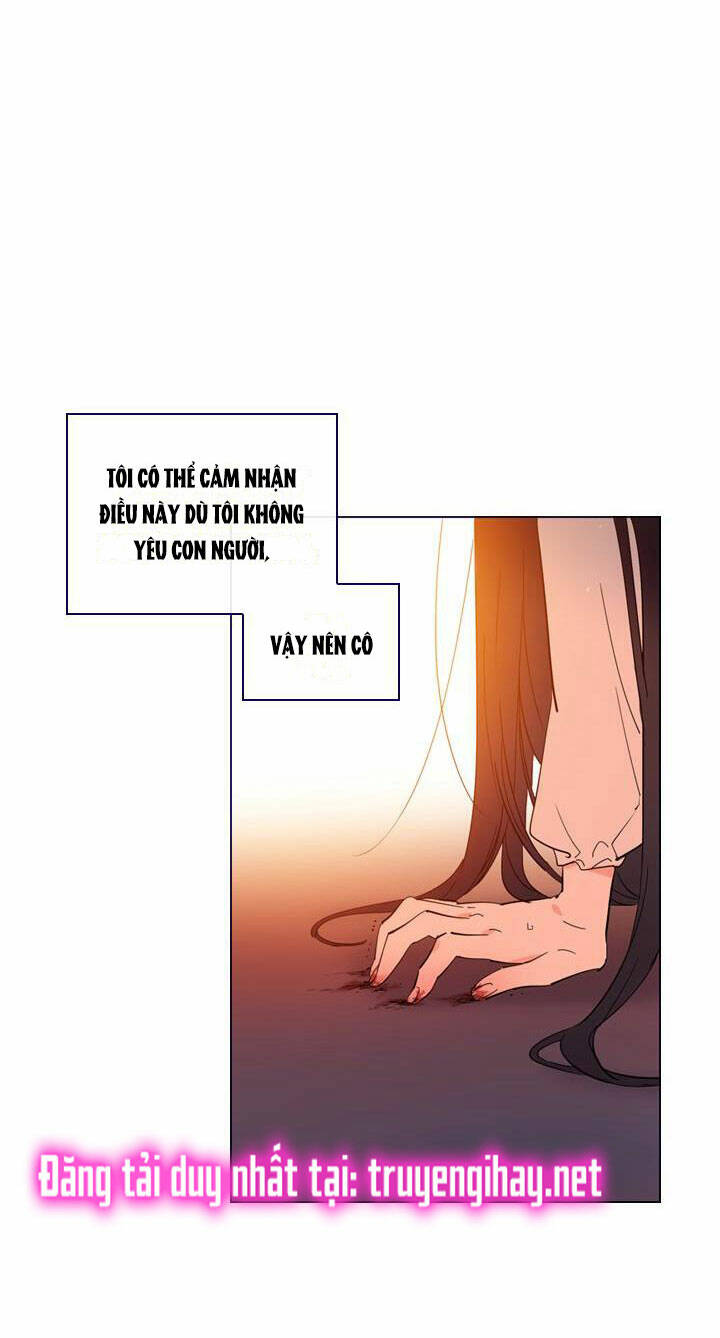 TÔI CÓ THỂ CẢM NHẬN
ĐIỀU NÀY DÙ TÔI KHÔNG
YÊU CON NGƯỜI,
VẬY NÊN CÔ
Đăng tải duy nhất tại: truyengihay.net